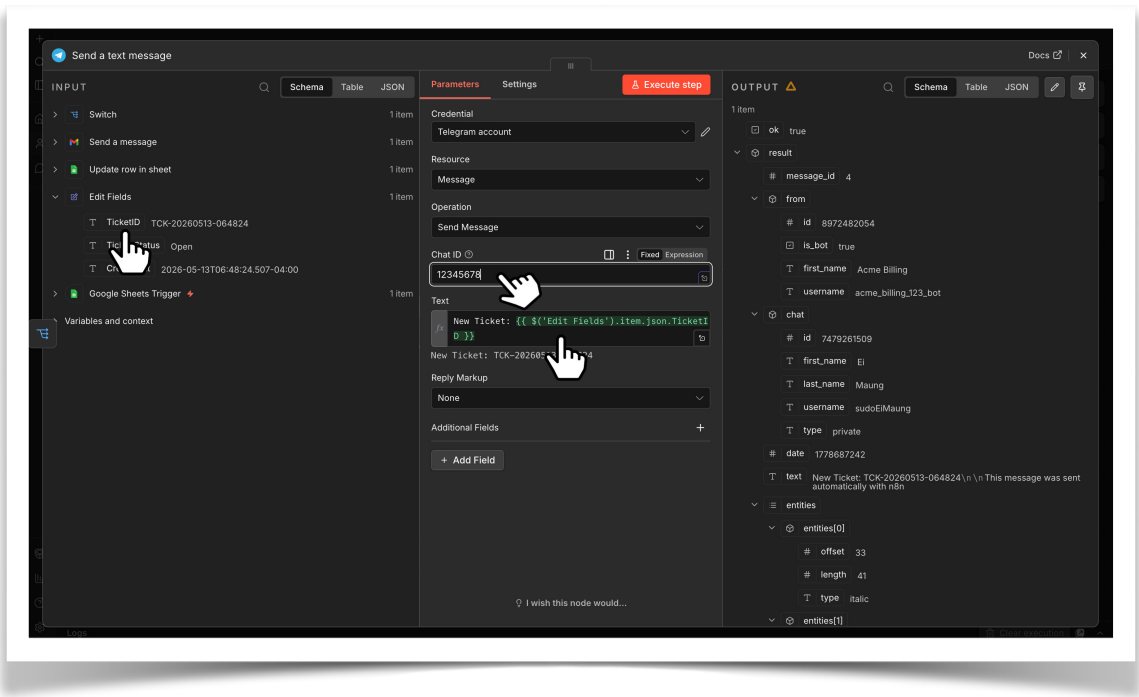 Send a text message
Docs
INPUT
Schema Table JSON
Switch 1 item
Send a message 1 item
Update row in sheet 1 item
Edit Fields 1 item
T TicketID TCK-20260513-064824
T Status Open
T 2026-05-13T06:48:24.507-04:00
Google Sheets Trigger 1 item
Variables and context
Parameters Settings Execute step
Credential
Telegram account
Resource
Message
Operation
Send Message
Chat ID Fixed Expression
12345678
Text
fx New Ticket: {{ $('Edit Fields').item.json.TicketI
D }}
New Ticket:
Reply Markup
None
Additional Fields +
+ Add Field
I wish this node would...
OUTPUT Schema Table JSON
1 item
ok true
result
# message_id 4
from
# id 8972482054
is_bot true
T first_name Acme Billing
T username acme_billing_123_bot
chat
# id 7479261509
T first_name Ei
T last_name Maung
T username sudoEiMaung
T type private
# date 1778687242
T text New Ticket: TCK-20260513-064824\n\nThis message was sent
automatically with n8n
entities
entities[0]
# offset 33
# length 41
T type italic
entities[1]
Logs
Clear execution